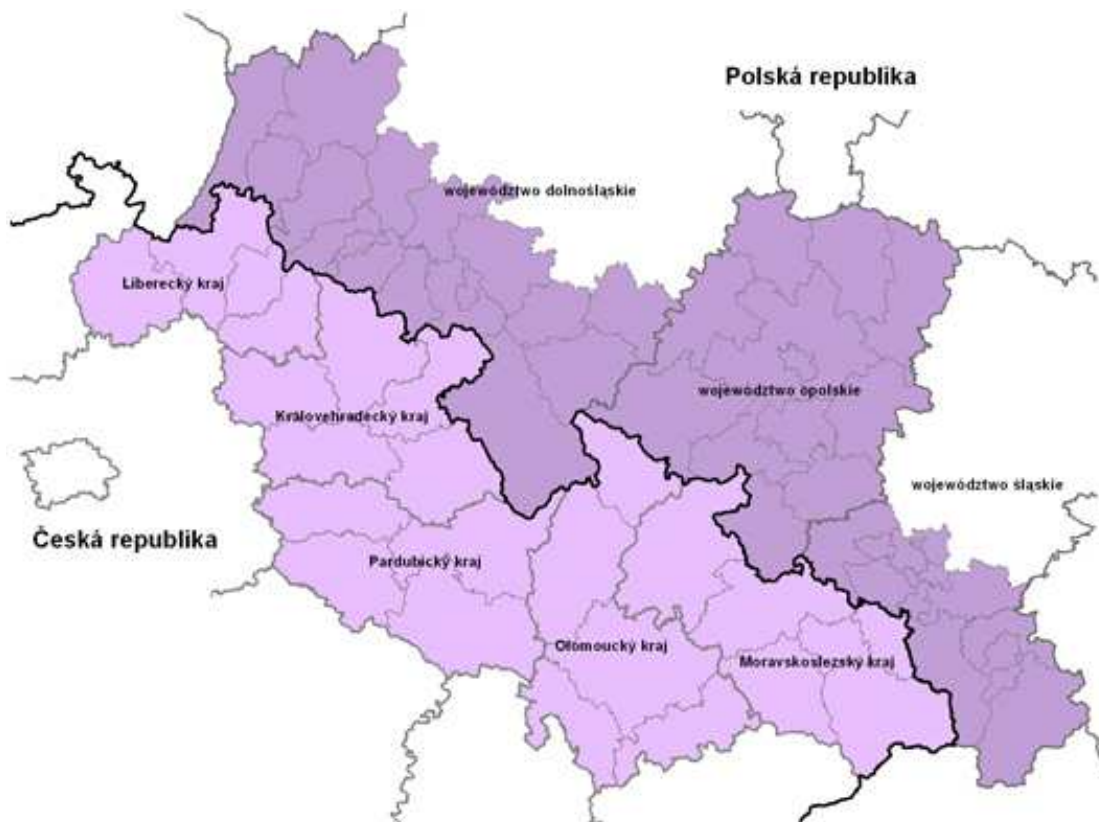 Polská republika
województwo dolnośląskie
Liberecký kraj
województwo opolskie
Královehradecký kraj
województwo śląskie
Česká republika
Pardubický kraj
Olomoucký kraj
Moravskoslezský kraj